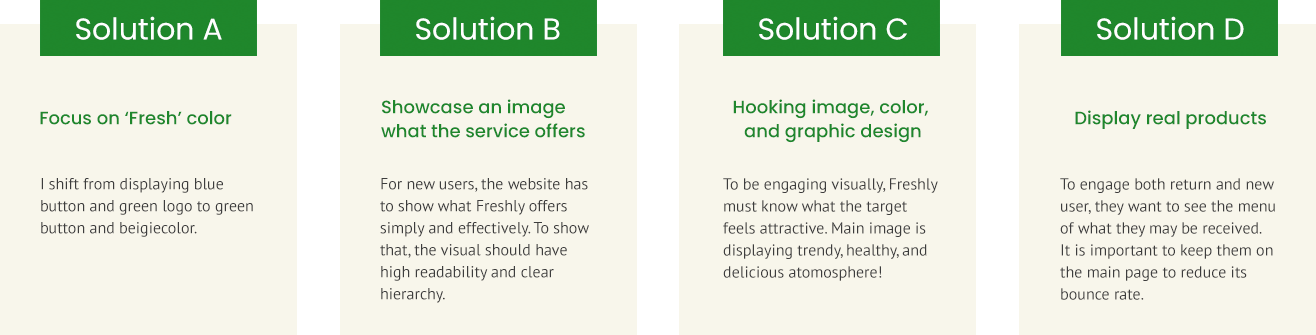 Solution A
Focus on ‘Fresh’ color
I shift from displaying blue
button and green logo to green
button and beigiecolor.
Solution B
Showcase an image
what the service offers
For new users, the website has
to show what Freshly offers
simply and effectively. To show
that, the visual should have
high readability and clear
hierarchy.
Solution C
Hooking image, color,
and graphic design
To be engaging visually, Freshly
must know what the target
feels attractive. Main image is
displaying trendy, healthy, and
delicious atomosphere!
Solution D
Display real products
To engage both return and new
user, they want to see the menu
of what they may be received.
It is important to keep them on
the main page to reduce its
bounce rate.